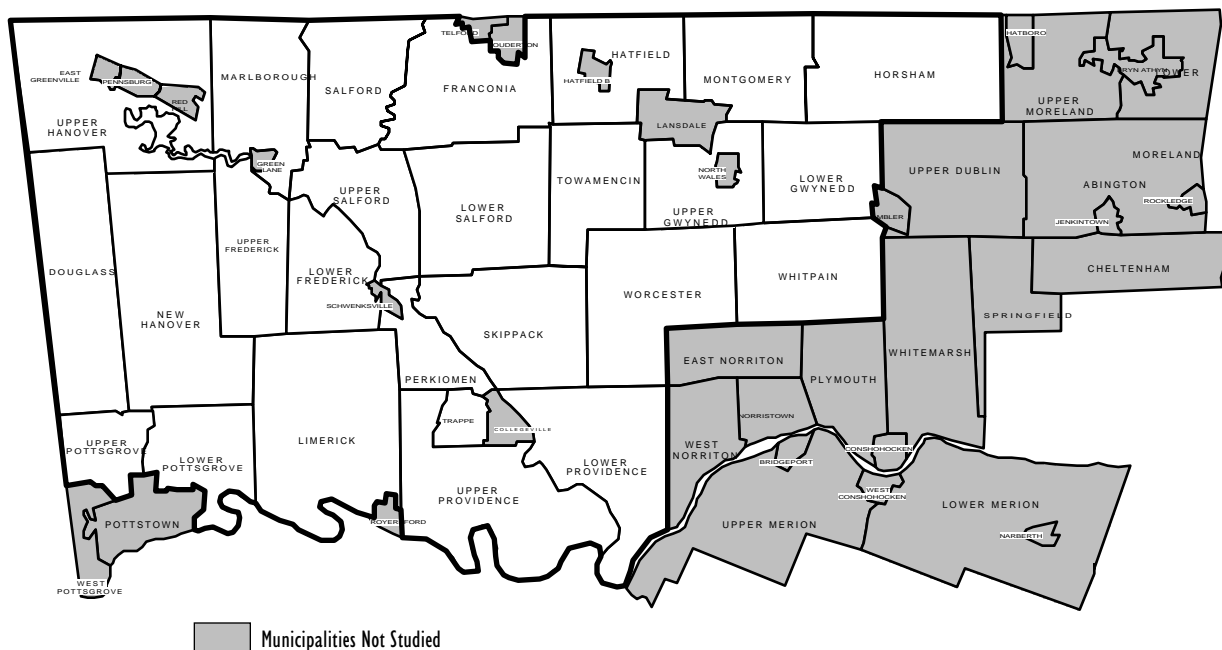 TELFORD
OUDERTON
HATBORO
EAST
GREENVILLE
PENNSBURG
RED
HILL
MARLBOROUGH
SALFORD
FRANCONIA
HATFIELD
HATFIELD B
MONTGOMERY
HORSHAM
UPPER
MORELAND
RYN ATHYN
OWER
UPPER
HANOVER
LANSDALE
GREEN
LANE
UPPER
SALFORD
LOWER
SALFORD
TOWAMENCIN
NORTH
WALES
UPPER
GWYNEDD
LOWER
GWYNEDD
UPPER DUBLIN
MORELAND
ABINGTON
ROCKLEDGE
JENKINTOWN
MBLER
UPPER
FREDERICK
DOUGLASS
LOWER
FREDERICK
SCHWENKSVILLE
WORCESTER
WHITPAIN
CHELTENHAM
SPRINGFIELD
NEW
HANOVER
SKIPPACK
EAST NORRITON
WHITEMARSH
PLYMOUTH
PERKIOMEN
TRAPPE
COLLEGEVILLE
NORRISTOWN
LIMERICK
UPPER
POTTSGROVE
LOWER
POTTSGROVE
LOWER
PROVIDENCE
WEST
NORRITON
BRIDGEPORT
CONSHOHOCKEN
WEST
CONSHOHOCKEN
UPPER
PROVIDENCE
ROYERSFORD
POTTSTOWN
UPPER MERION
LOWER MERION
NARBERTH
WEST
POTTSGROVE
Municipalities Not Studied